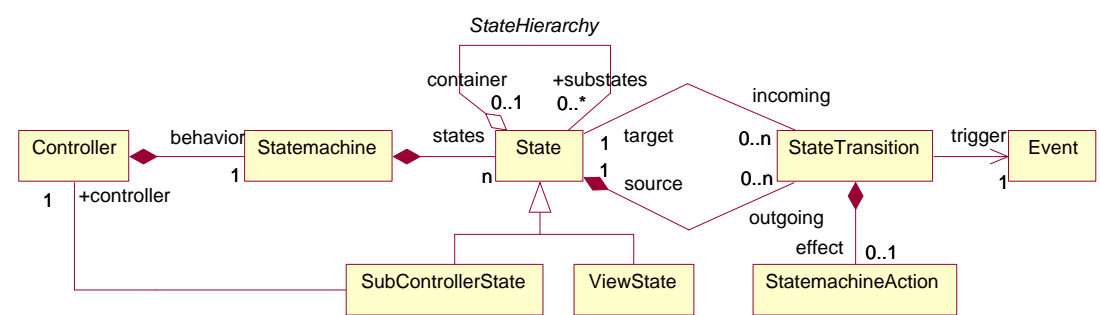 StateHierarchy
container
+substates
0..1
0..*
incoming
behavior
states
target
0..n
trigger
Controller
Statemachine
State
StateTransition
Event
1
n
1
1
source
0..n
1
1
+controller
outgoing
effect
0..1
SubControllerState
ViewState
StatemachineAction